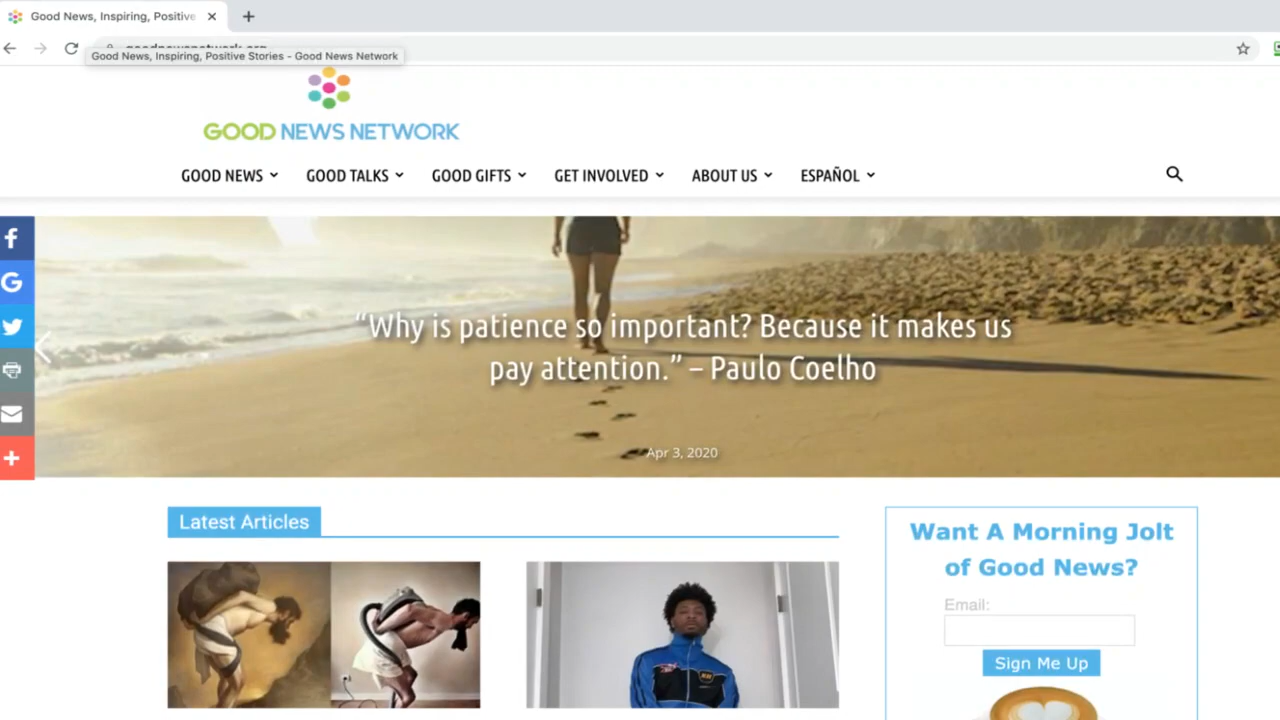 Good News, Inspiring, Positive
Good News, Inspiring, Positive Stories - Good News Network
GOOD NEWS NETWORK
GOOD NEWS GOOD TALKS GOOD GIFTS GET INVOLVED ABOUT US ESPAÑOL
“Why is patience so important? Because it makes us
pay attention.” – Paulo Coelho
Apr 3, 2020
Latest Articles
Want A Morning Jolt
of Good News?
Email:
Sign Me Up